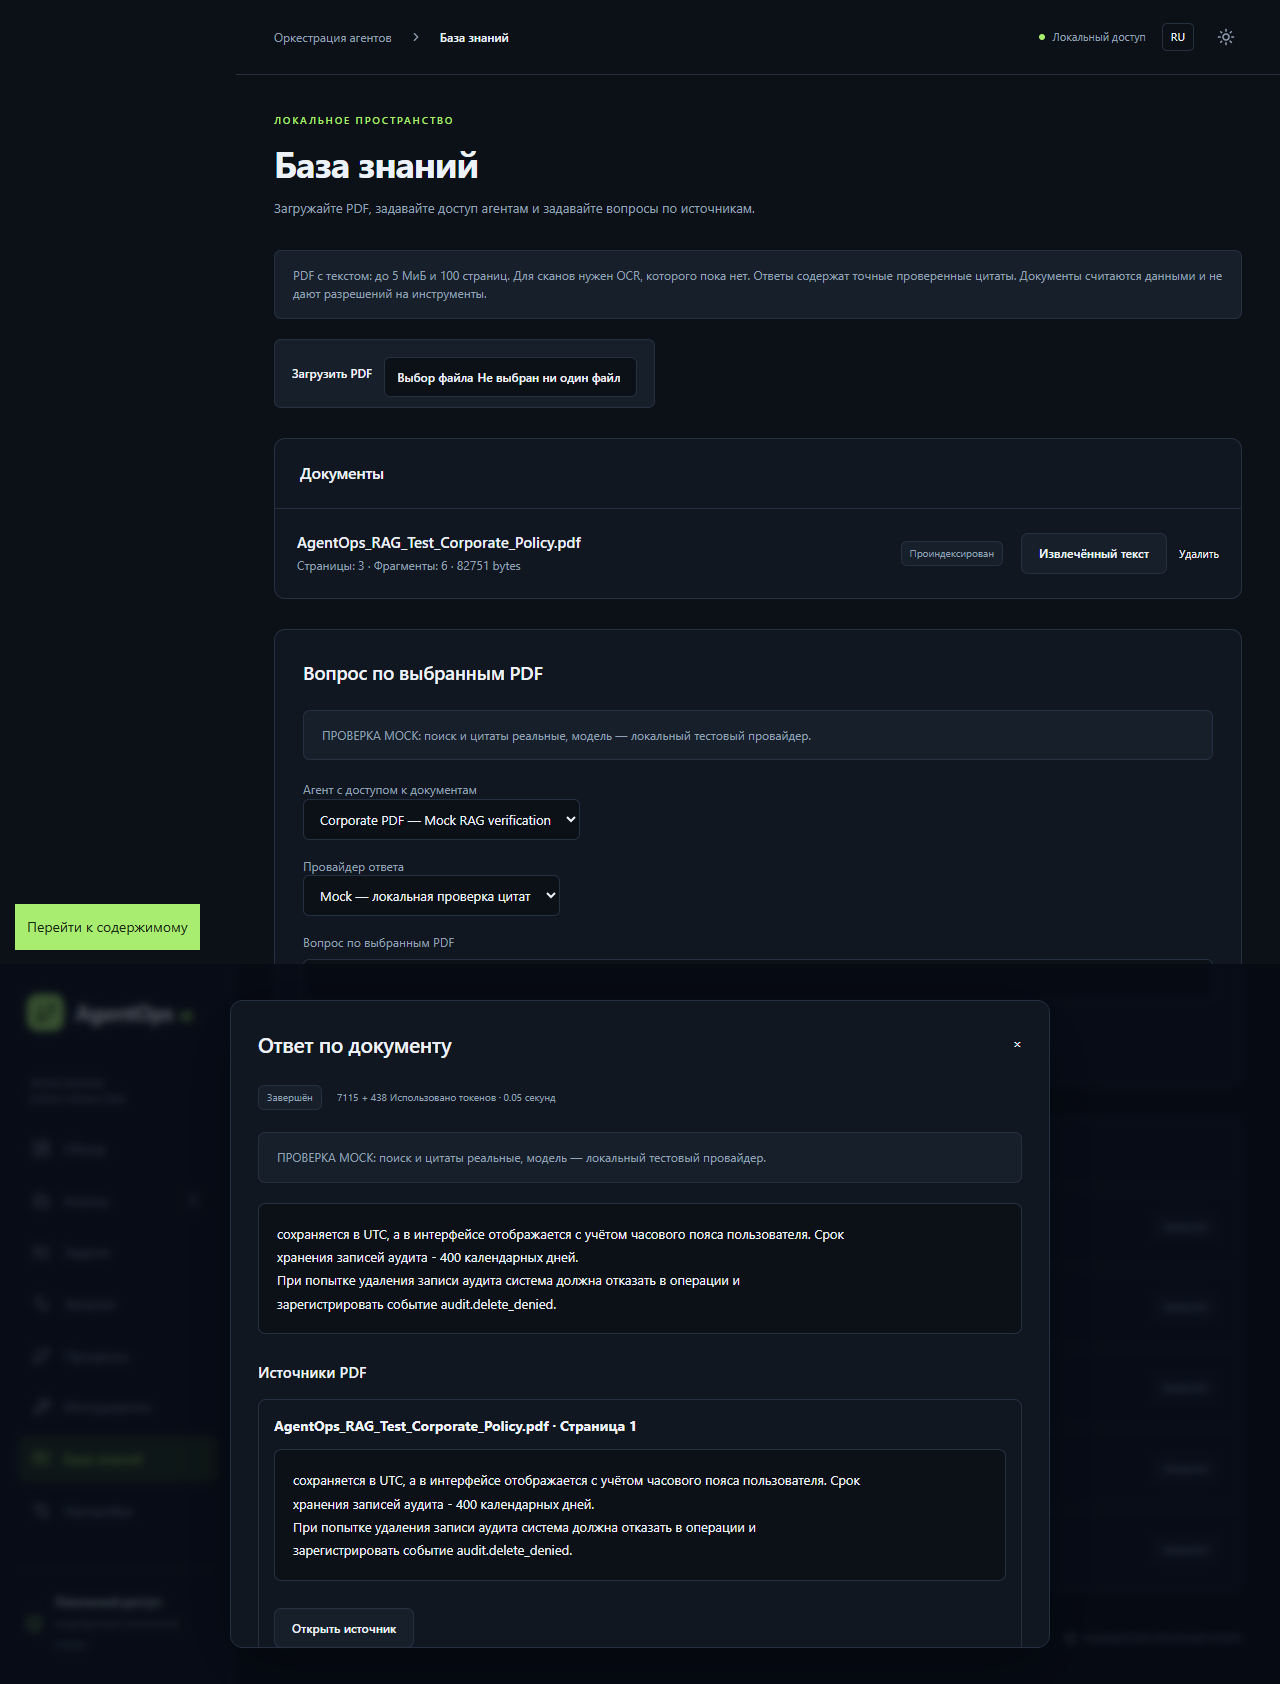 Оркестрация агентов
База знаний
Локальный доступ
RU
ЛОКАЛЬНОЕ ПРОСТРАНСТВО
База знаний
Загружайте PDF, задавайте доступ агентам и задавайте вопросы по источникам.
PDF с текстом: до 5 МиБ и 100 страниц. Для сканов нужен OCR, которого пока нет. Ответы содержат точные проверенные цитаты. Документы считаются данными и не
дают разрешений на инструменты.
Загрузить PDF
Выбор файла Не выбран ни один файл
Документы
AgentOps_RAG_Test_Corporate_Policy.pdf
Страницы: 3 · Фрагменты: 6 · 82751 bytes
Проиндексирован
Извлечённый текст
Удалить
Вопрос по выбранным PDF
ПРОВЕРКА МОСК: поиск и цитаты реальные, модель — локальный тестовый провайдер.
Агент с доступом к документам
Corporate PDF — Mock RAG verification
Провайдер ответа
Mock — локальная проверка цитат
Вопрос по выбранным PDF
Перейти к содержимому
AgentOps
Ответ по документу
×
Завершён
7115 + 438 Использовано токенов · 0.05 секунд
ПРОВЕРКА МОСК: поиск и цитаты реальные, модель — локальный тестовый провайдер.
сохраняется в UTC, а в интерфейсе отображается с учётом часового пояса пользователя. Срок
хранения записей аудита - 400 календарных дней.
При попытке удаления записи аудита система должна отказать в операции и
зарегистрировать событие audit.delete_denied.
Источники PDF
AgentOps_RAG_Test_Corporate_Policy.pdf · Страница 1
сохраняется в UTC, а в интерфейсе отображается с учётом часового пояса пользователя. Срок
хранения записей аудита - 400 календарных дней.
При попытке удаления записи аудита система должна отказать в операции и
зарегистрировать событие audit.delete_denied.
Открыть источник